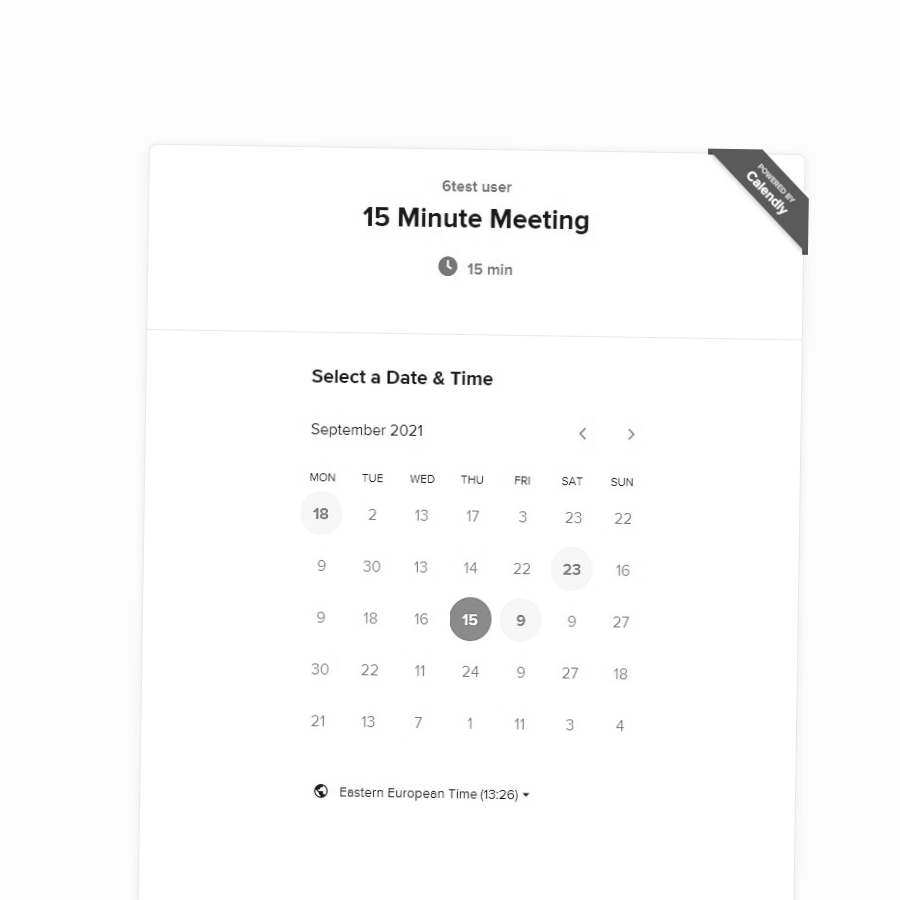 6test user
15 Minute Meeting
15 min
POWERED BY
Calendly
Select a Date & Time
September 2021
MON TUE WED THU FRI SAT SUN
18 2 13 17 3 23 22
9 30 13 14 22 23 16
9 18 16 15 9 9 27
30 22 11 24 9 27 18
21 13 7 1 11 3 4
Eastern European Time (13:26)